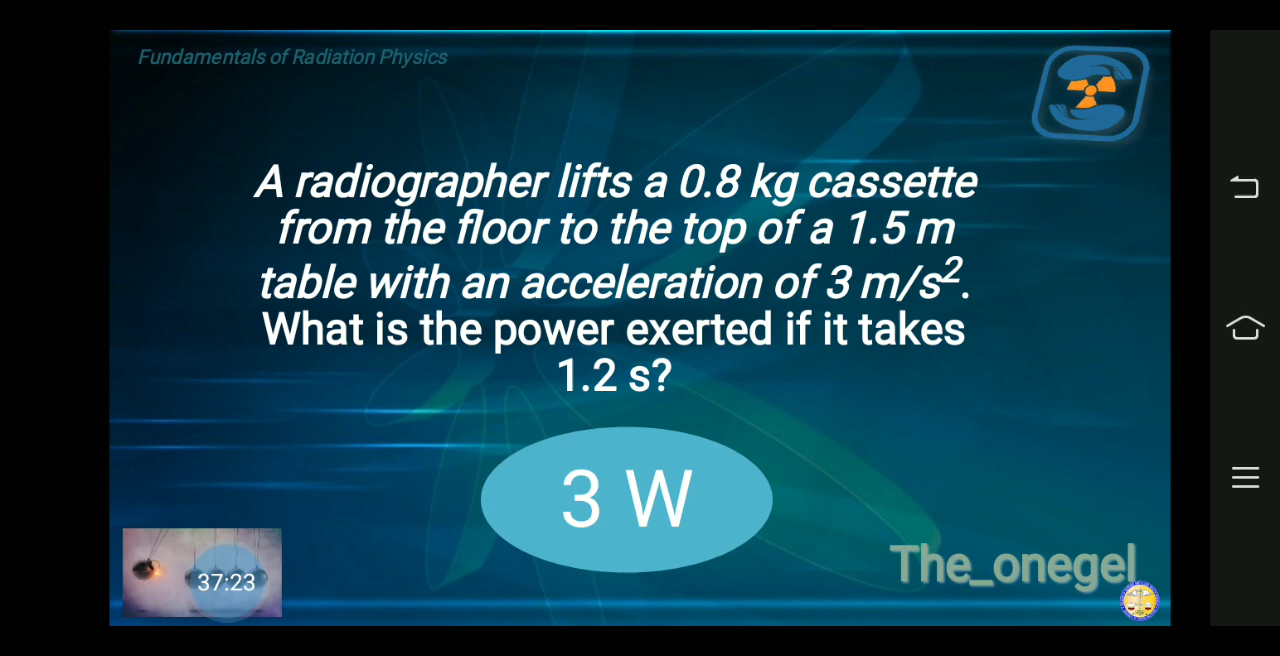 Fundamentals of Radiation Physics
A radiographer lifts a 0.8 kg cassette
from the floor to the top of a 1.5 m
table with an acceleration of 3 m/s².
What is the power exerted if it takes
1.2 s?
3 W
37:23
The_onegel